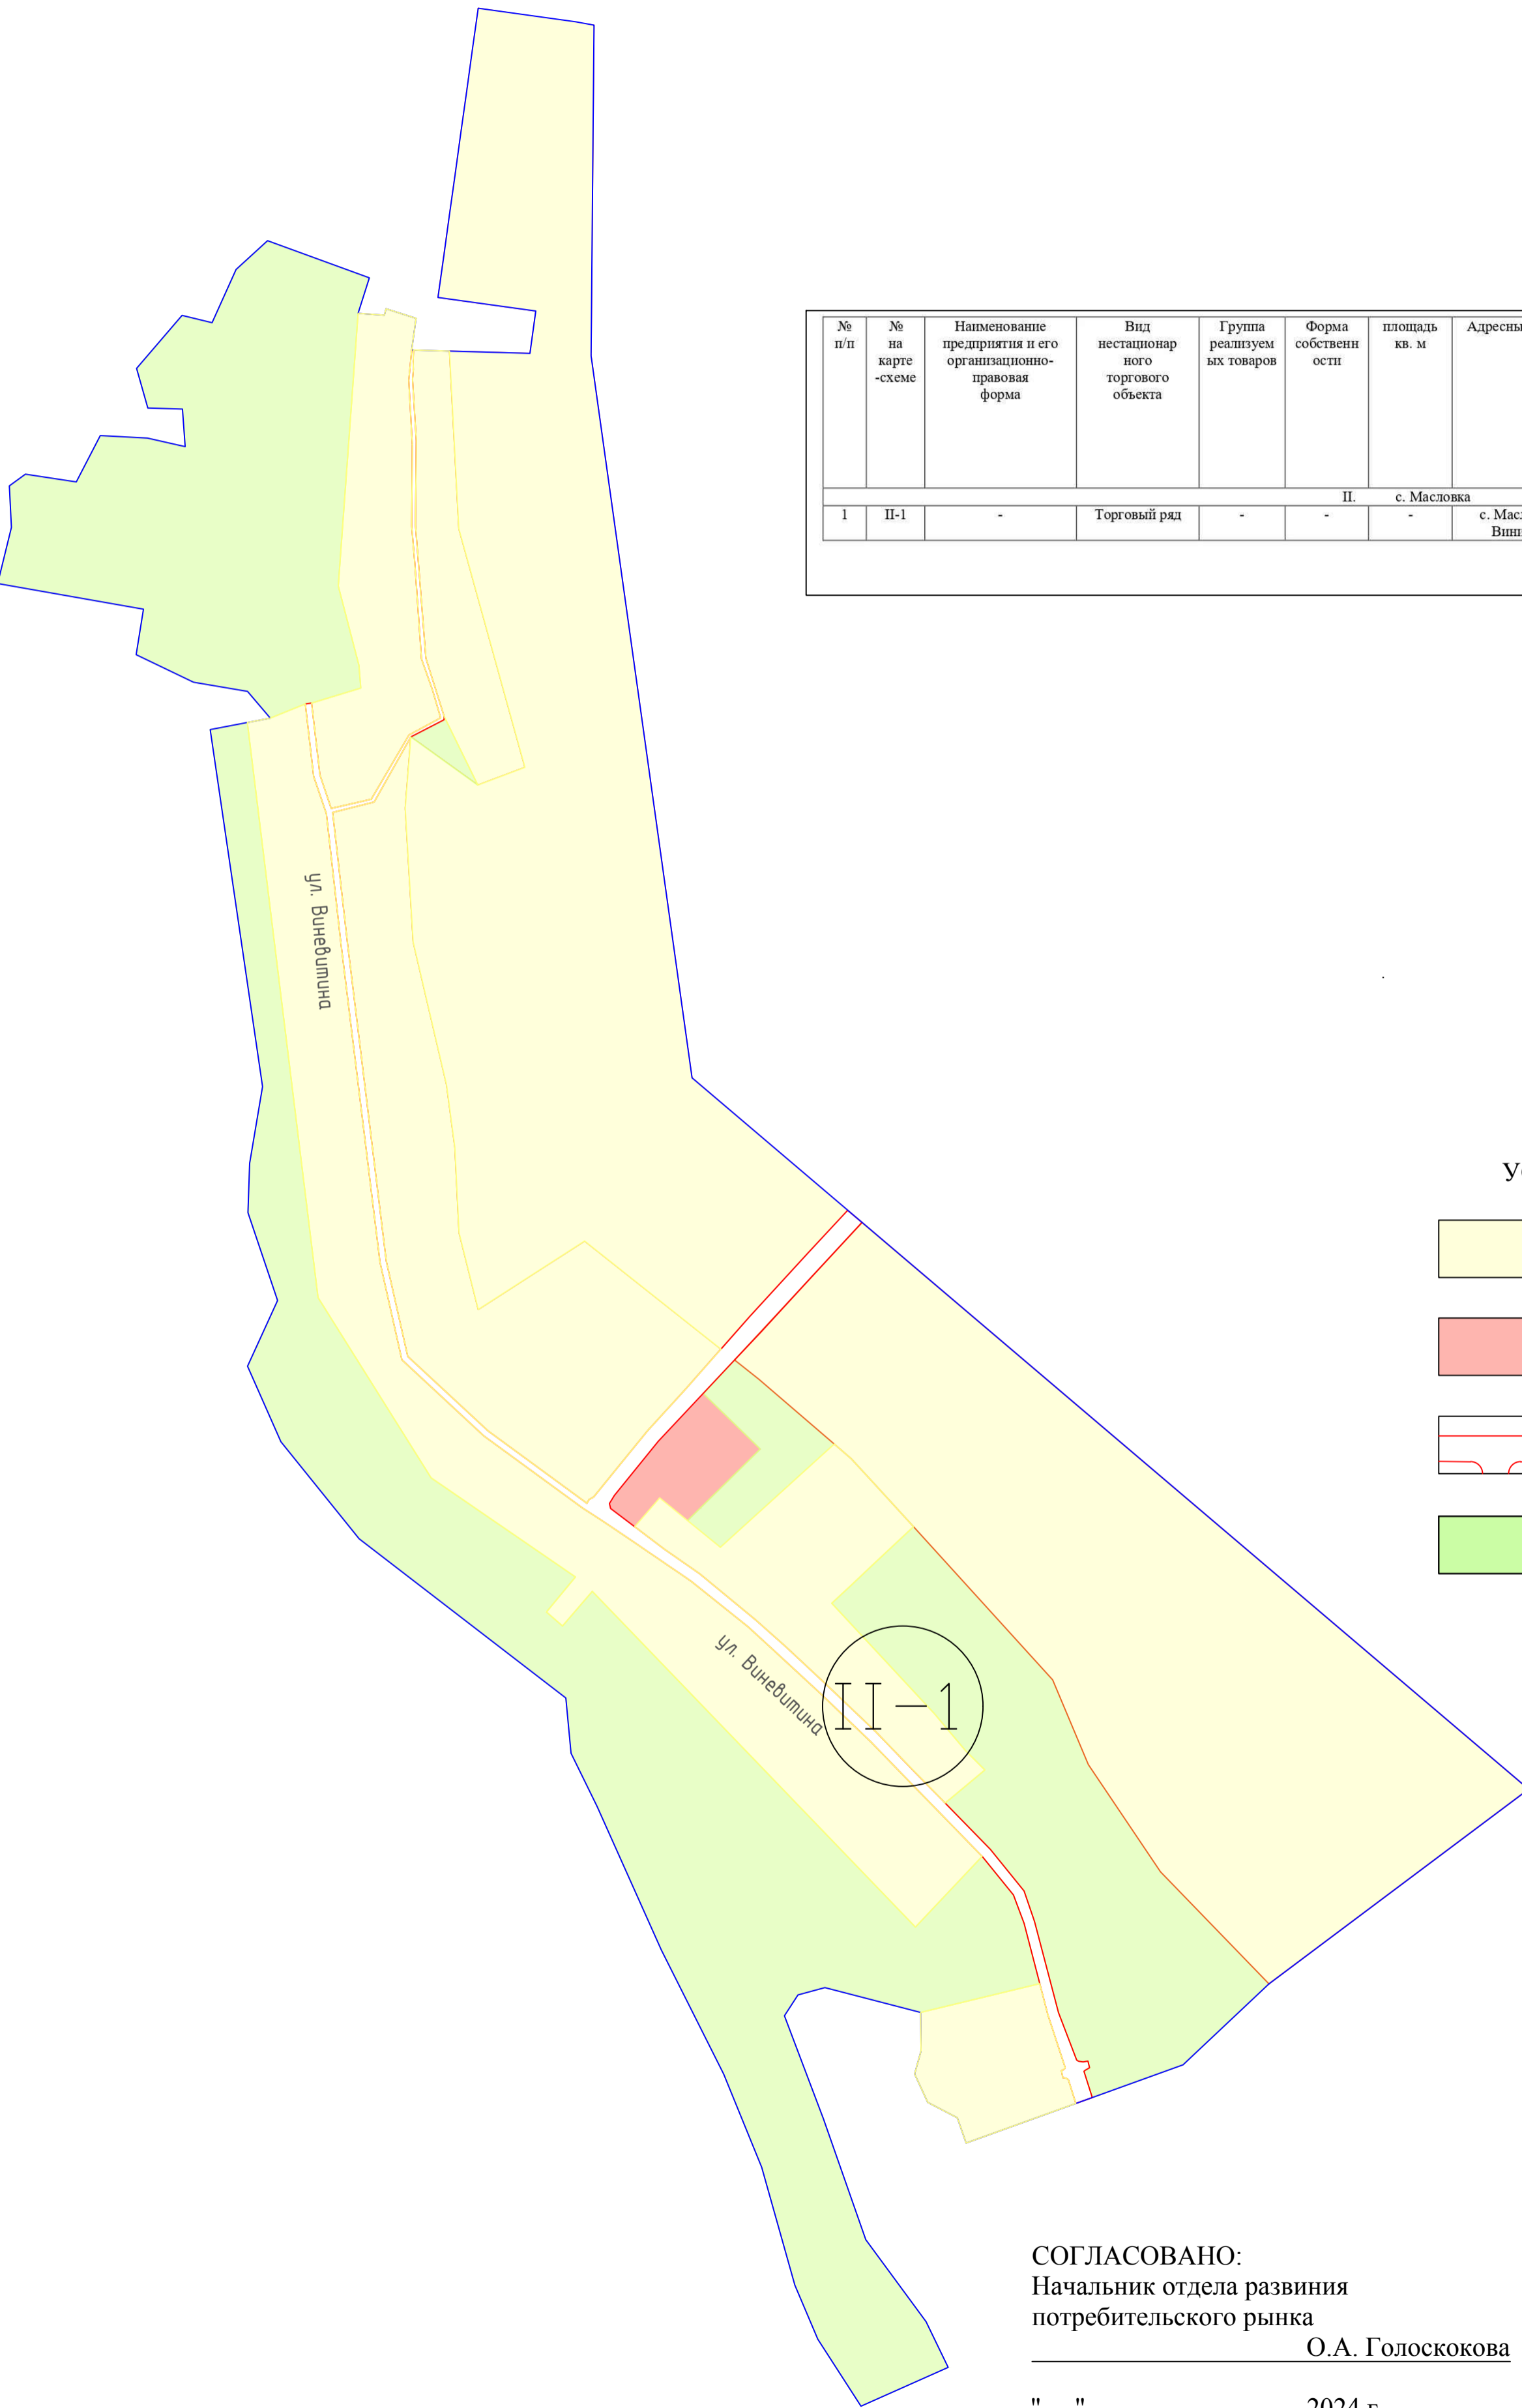 № п/п
№ на карте -схеме
Наименование предприятия и его организационно- правовая форма
Вид нестационар ного торгового объекта
Группа реализуем ых товаров
Форма собственн ости
площадь кв. м
Адресны
II. с. Масловка
1 II-1 - Торговый ряд - - - с. Мас
Вин
ул. Виневитина
ул. Виневитина
II-1
СОГЛАСОВАНО:
Начальник отдела развиния
потребительского рынка
О.А. Голоскокова
" " 2024 г